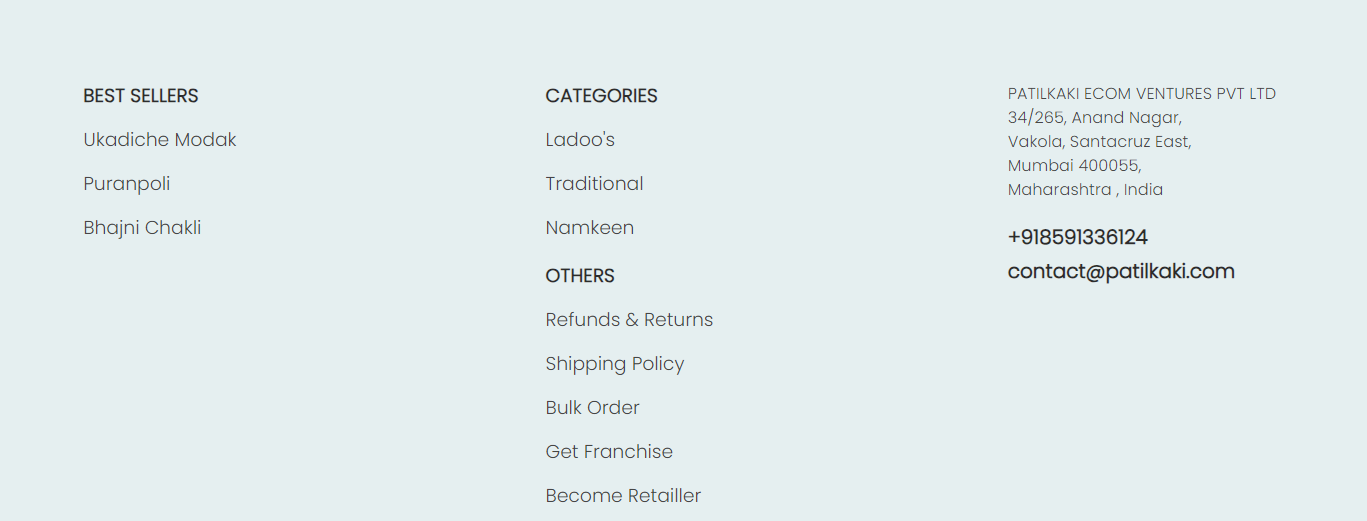 BEST SELLERS
Ukadiche Modak
Puranpoli
Bhajni Chakli
CATEGORIES
Ladoo's
Traditional
Namkeen
OTHERS
Refunds & Returns
Shipping Policy
Bulk Order
Get Franchise
Become Retailler
PATILKAKI ECOM VENTURES PVT LTD
34/265, Anand Nagar,
Vakola, Santacruz East,
Mumbai 400055,
Maharashtra , India
+918591336124
contact@patilkaki.com